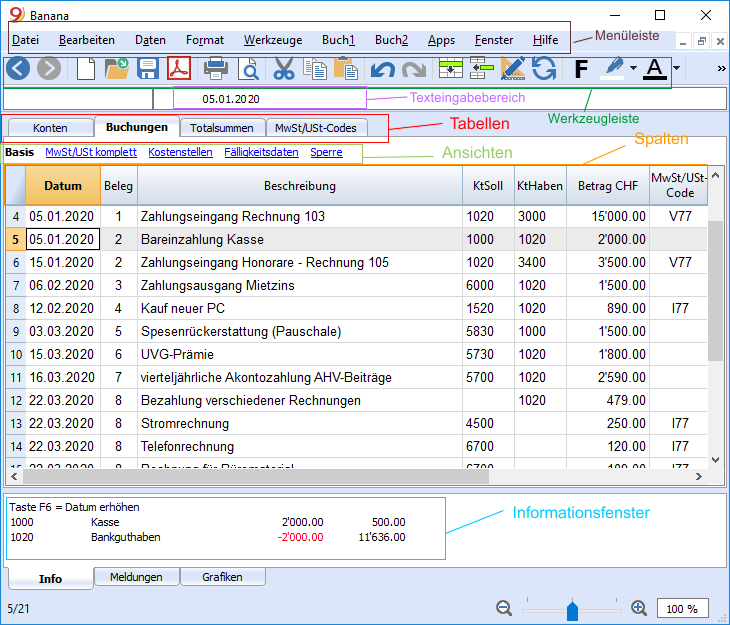 Banana
Datei Bearbeiten Daten Format Werkzeuge Buch1 Buch2 Apps Fenster Hilfe Menüleiste
F A »
05.01.2020 Texteingabebereich
Werkzeugleiste
Konten Buchungen Totalsummen MwSt/USt-Codes Tabellen
Spalten
Basis MwSt/USt komplett Kostenstellen Fälligkeitsdaten Sperre Ansichten
Datum Beleg Beschreibung KtSoll KtHaben Betrag CHF MwSt/USt-Code
4 05.01.2020 1 Zahlungseingang Rechnung 103 1020 3000 15'000.00 V77
5 05.01.2020 2 Bareinzahlung Kasse 1000 1020 2'000.00
6 15.01.2020 2 Zahlungseingang Honorare - Rechnung 105 1020 3400 3'500.00 V77
7 06.02.2020 3 Zahlungsausgang Mietzins 6000 1020 1'500.00
8 12.02.2020 4 Kauf neuer PC 1520 1020 890.00 I77
9 03.03.2020 5 Spesenrückerstattung (Pauschale) 5830 1000 1'500.00
10 15.03.2020 6 UVG-Prämie 5730 1020 1'800.00
11 16.03.2020 7 vierteljährliche Akontozahlung AHV-Beiträge 5700 1020 2'590.00
12 22.03.2020 8 Bezahlung verschiedener Rechnungen 1020 479.00
13 22.03.2020 8 Stromrechnung 4500 250.00 I77
14 22.03.2020 8 Telefonrechnung 6700 120.00 I77
15 22.03.2020 8 Rechnung für Büromaterial 6700 109.00 I77
Taste F6 = Datum erhöhen
1000 Kasse 2'000.00 500.00
1020 Bankguthaben -2'000.00 11'636.00
Informationsfenster
Info Meldungen Grafiken
5/21 100 %